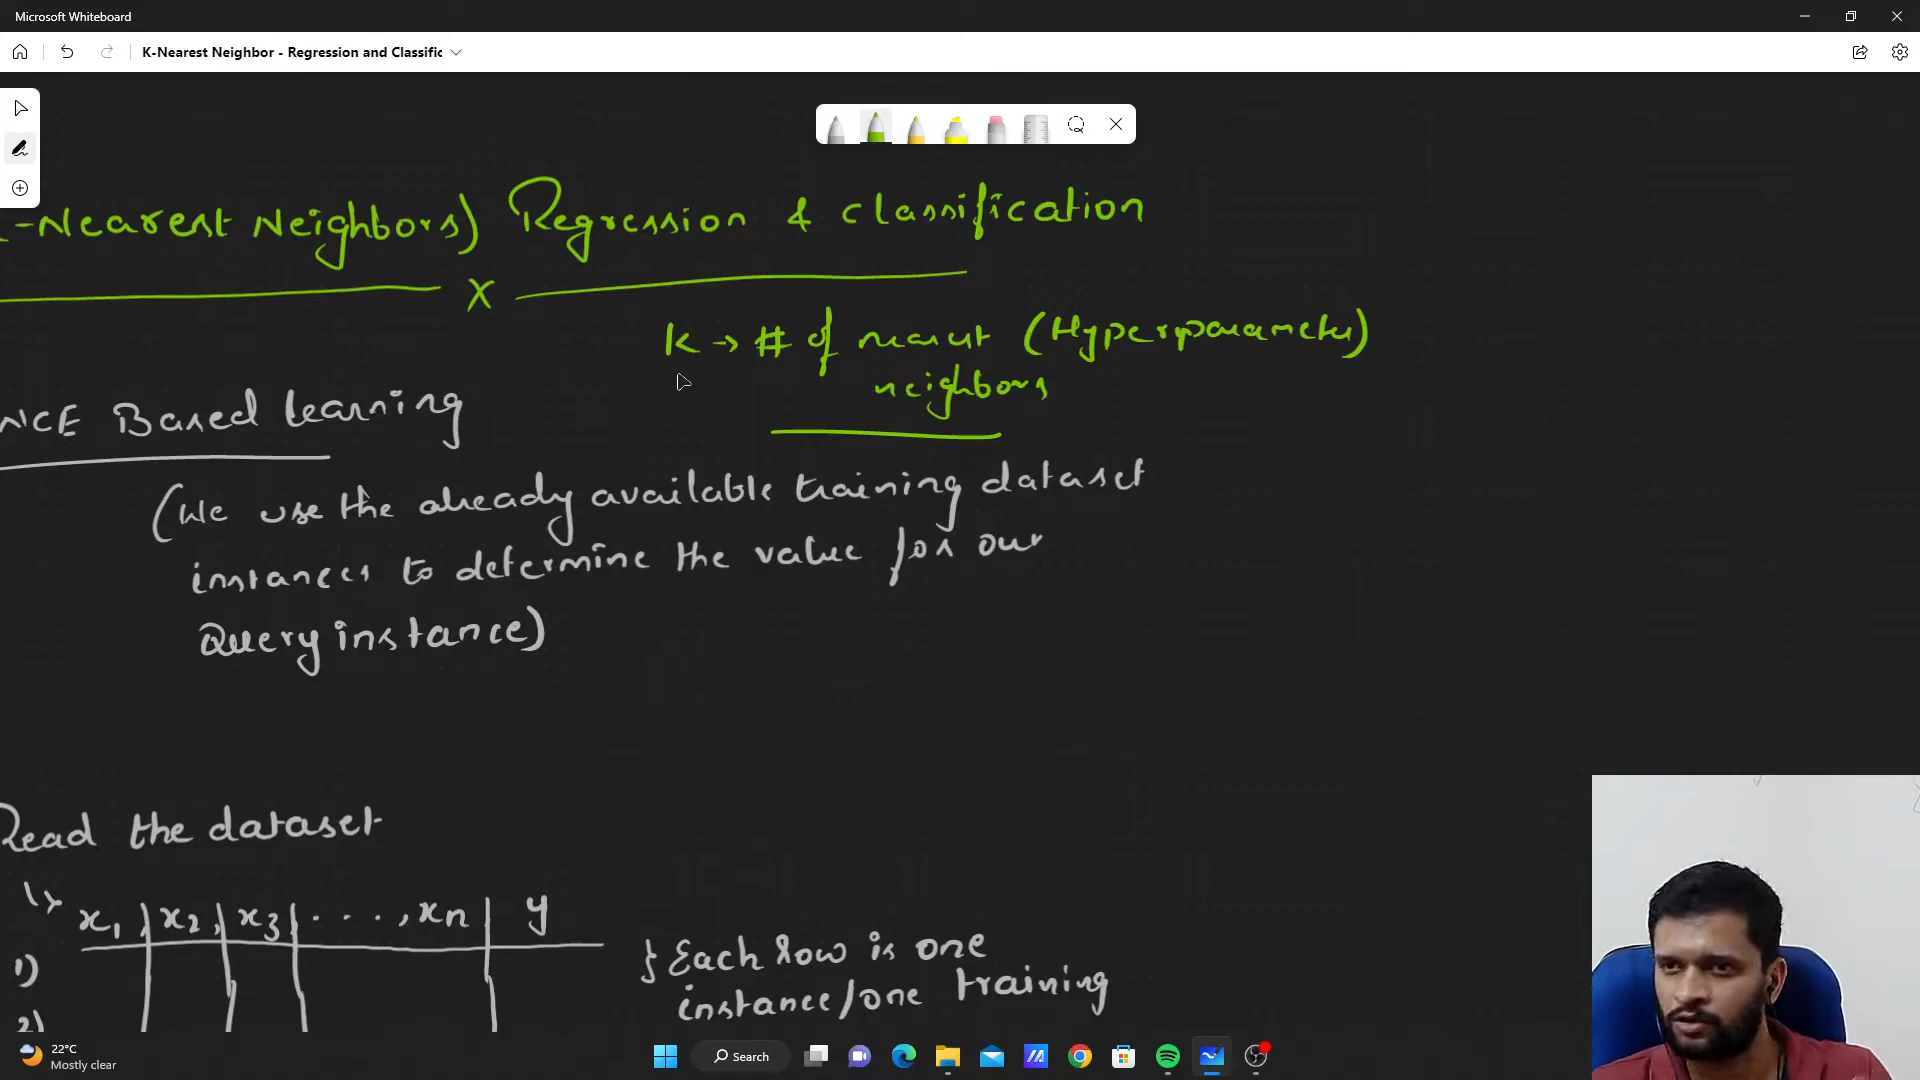 Microsoft Whiteboard
K-Nearest Neighbor - Regression and Classific
-Nearest Neighbors) Regression & classification
X
K → # of nearest (Hyperparameter)
neighbors
NCE Based learning
(We use the already available training dataset
instances to determine the value for our
Query instance)
Read the dataset
x1, x2, x3, . . . , xn y
1)
2)
} Each row is one
instance/one training
22°C
Mostly clear
Search